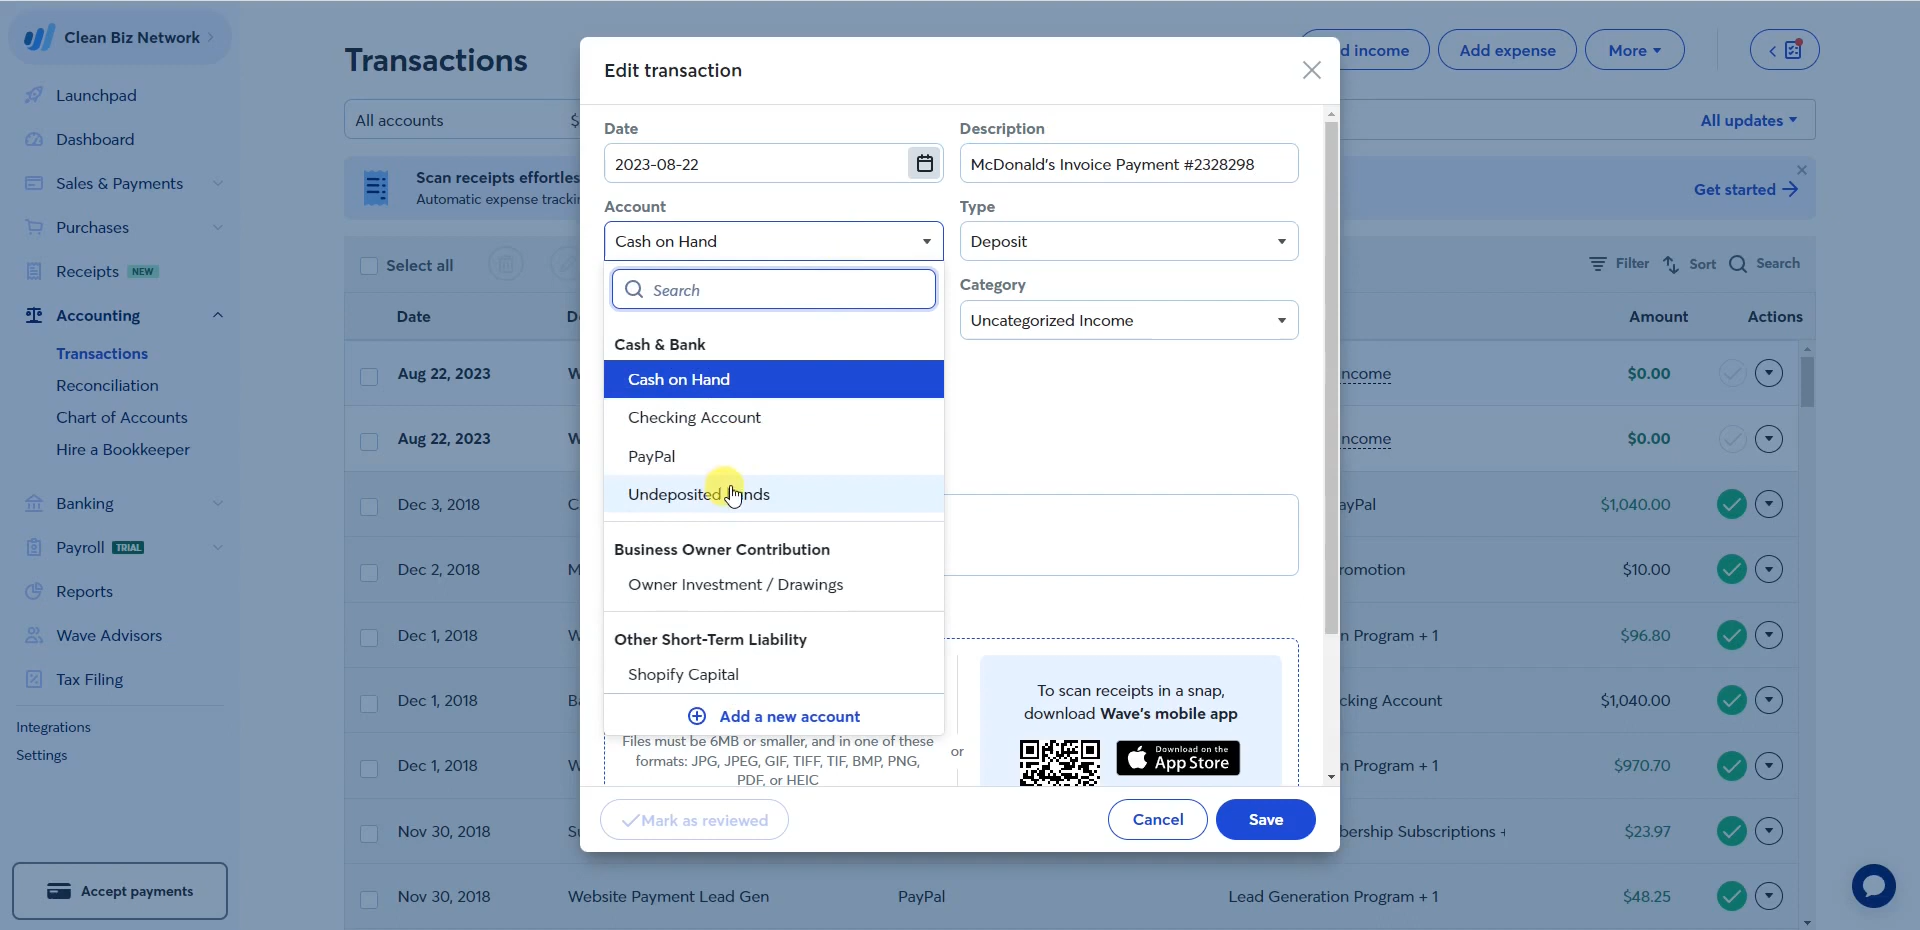 Clean Biz Network
Launchpad
Dashboard
Sales & Payments
Purchases
Receipts NEW
Accounting
Transactions
Reconciliation
Chart of Accounts
Hire a Bookkeeper
Banking
Payroll TRIAL
Reports
Wave Advisors
Tax Filing
Integrations
Settings
Accept payments
Transactions
d income
Add expense
More
All accounts
$
All updates
Scan receipts effortles
Automatic expense trackin
Get started
Select all
Filter
Sort
Search
Date
D
Amount
Actions
Aug 22, 2023 W ncome $0.00
Aug 22, 2023 W ncome $0.00
Dec 3, 2018 C ayPal $1,040.00
Dec 2, 2018 M romotion $10.00
Dec 1, 2018 W n Program + 1 $96.80
Dec 1, 2018 Ba cking Account $1,040.00
Dec 1, 2018 W n Program + 1 $970.70
Nov 30, 2018 Su bership Subscriptions + $23.97
Nov 30, 2018 Website Payment Lead Gen PayPal Lead Generation Program + 1 $48.25
Edit transaction
Date
2023-08-22
Description
McDonald's Invoice Payment #2328298
Account
Cash on Hand
Type
Deposit
Category
Uncategorized Income
Search
Cash & Bank
Cash on Hand
Checking Account
PayPal
Undeposited nds
Business Owner Contribution
Owner Investment / Drawings
Other Short-Term Liability
Shopify Capital
Add a new account
Files must be 6MB or smaller, and in one of these
formats: JPG, JPEG, GIF, TIFF, TIF, BMP, PNG,
PDF, or HEIC
or
To scan receipts in a snap,
download Wave's mobile app
Download on the
App Store
Mark as reviewed
Cancel
Save